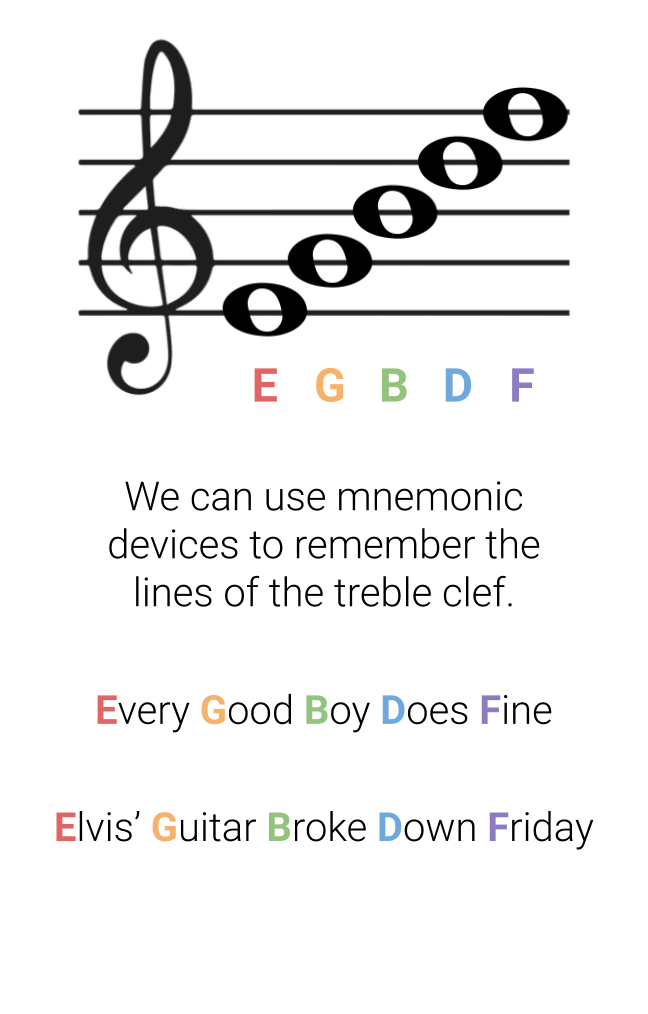 E G B D F
We can use mnemonic
devices to remember the
lines of the treble clef.
Every Good Boy Does Fine
Elvis’ Guitar Broke Down Friday